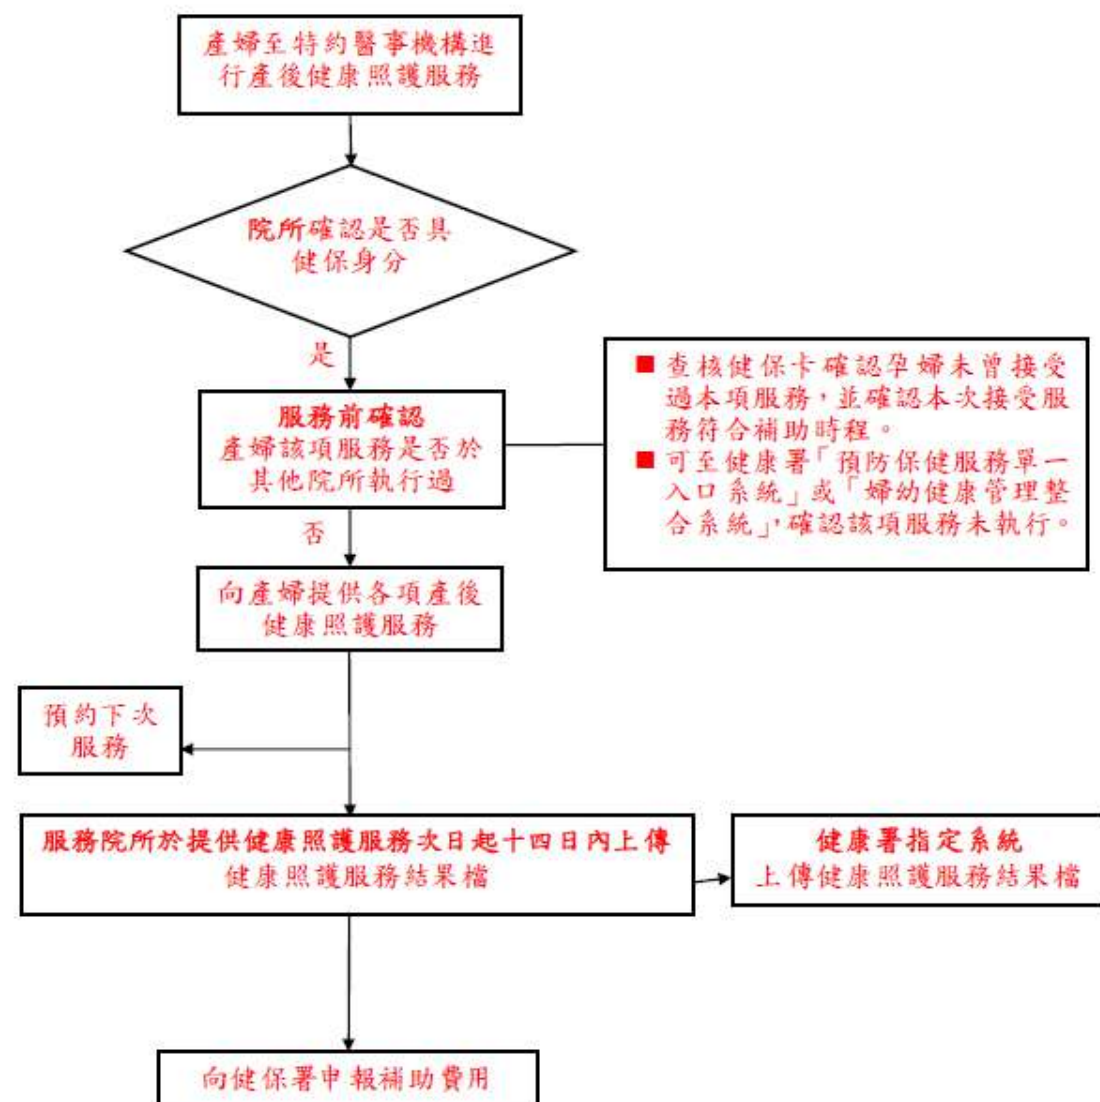 產婦至特約醫事機構進
行產後健康照護服務
院所確認是否具
健保身分
是
服務前確認
產婦該項服務是否於
其他院所執行過
■ 查核健保卡確認孕婦未曾接受
過本項服務，並確認本次接受服
務符合補助時程。
■ 可至健康署「預防保健服務單一
入口系統」或「婦幼健康管理整
合系統」，確認該項服務未執行。
否
向產婦提供各項產後
健康照護服務
預約下次
服務
服務院所於提供健康照護服務次日起十四日內上傳
健康照護服務結果檔
健康署指定系統
上傳健康照護服務結果檔
向健保署申報補助費用